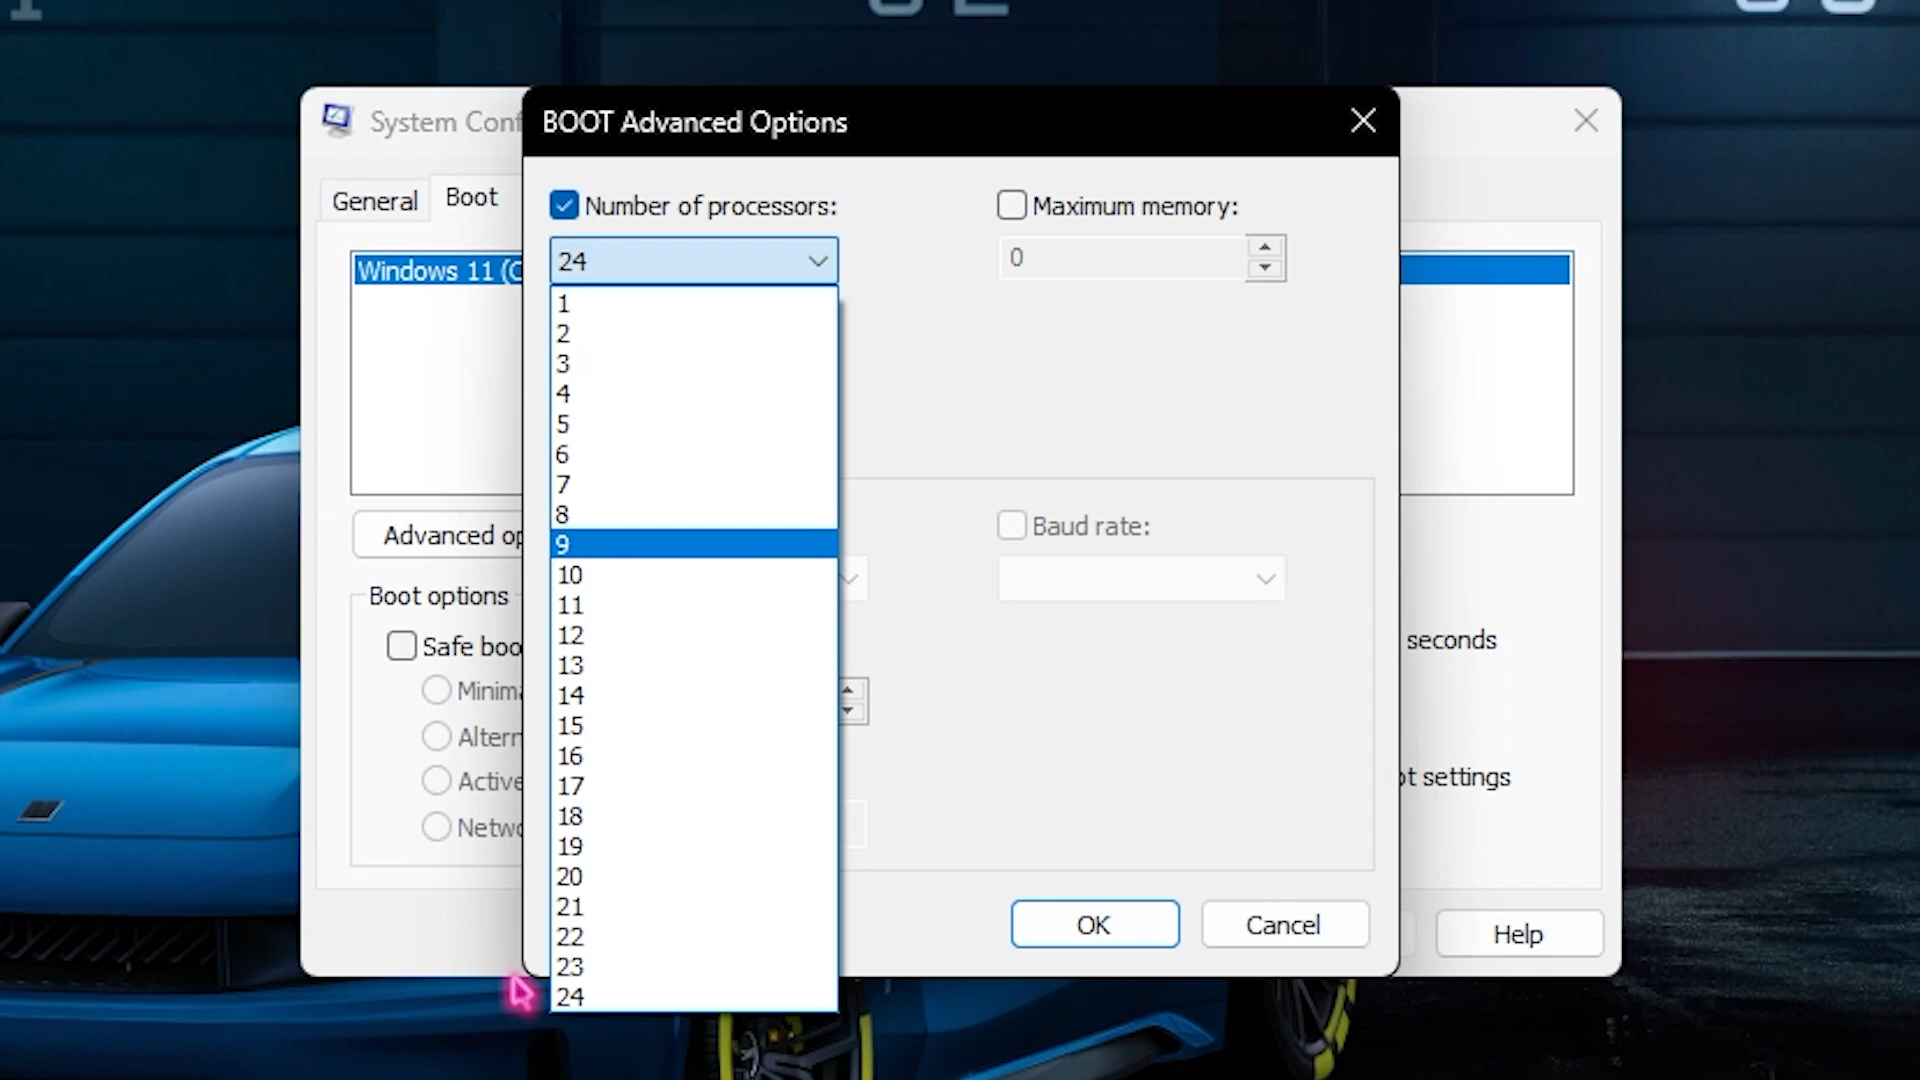 System Conf
BOOT Advanced Options
General
Boot
Number of processors:
Maximum memory:
24
0
Windows 11 (C
1
2
3
4
5
6
7
8
9
10
11
12
13
14
15
16
17
18
19
20
21
22
23
24
Advanced op
Baud rate:
Boot options
Safe boo
seconds
Minima
Altern
Active
ot settings
Netwo
OK
Cancel
Help